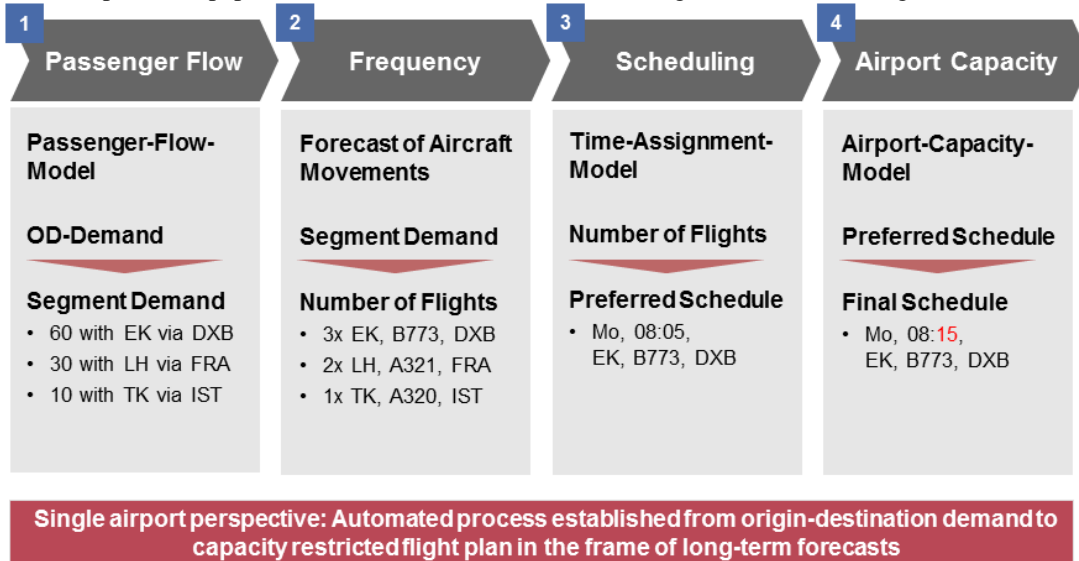 1
Passenger Flow
Passenger-Flow-
Model
OD-Demand
Segment Demand
• 60 with EK via DXB
• 30 with LH via FRA
• 10 with TK via IST
2
Frequency
Forecast of Aircraft
Movements
Segment Demand
Number of Flights
• 3x EK, B773, DXB
• 2x LH, A321, FRA
• 1x TK, A320, IST
3
Scheduling
Time-Assignment-
Model
Number of Flights
Preferred Schedule
• Mo, 08:05,
EK, B773, DXB
4
Airport Capacity
Airport-Capacity-
Model
Preferred Schedule
Final Schedule
• Mo, 08:15,
EK, B773, DXB
Single airport perspective: Automated process established from origin-destination demand to
capacity restricted flight plan in the frame of long-term forecasts